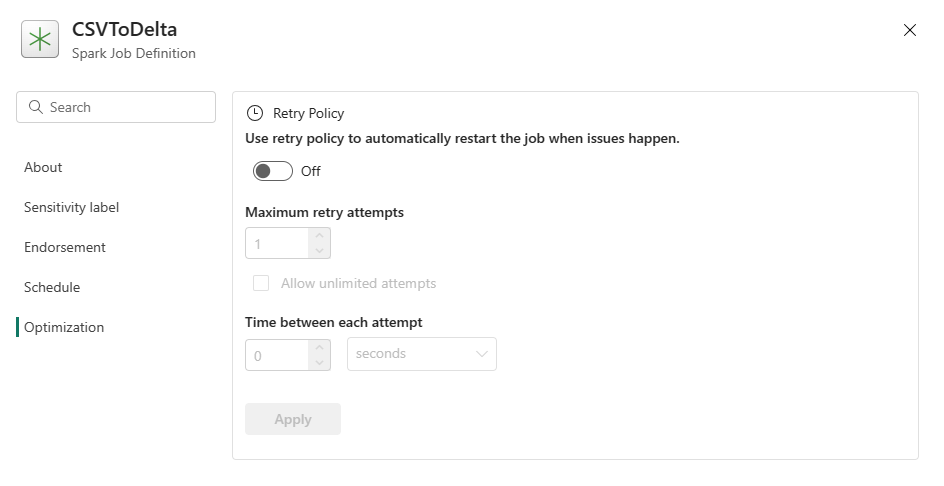 CSVToDelta
Spark Job Definition
Search
About
Sensitivity label
Endorsement
Schedule
Optimization
Retry Policy
Use retry policy to automatically restart the job when issues happen.
Off
Maximum retry attempts
1
Allow unlimited attempts
Time between each attempt
0 seconds
Apply